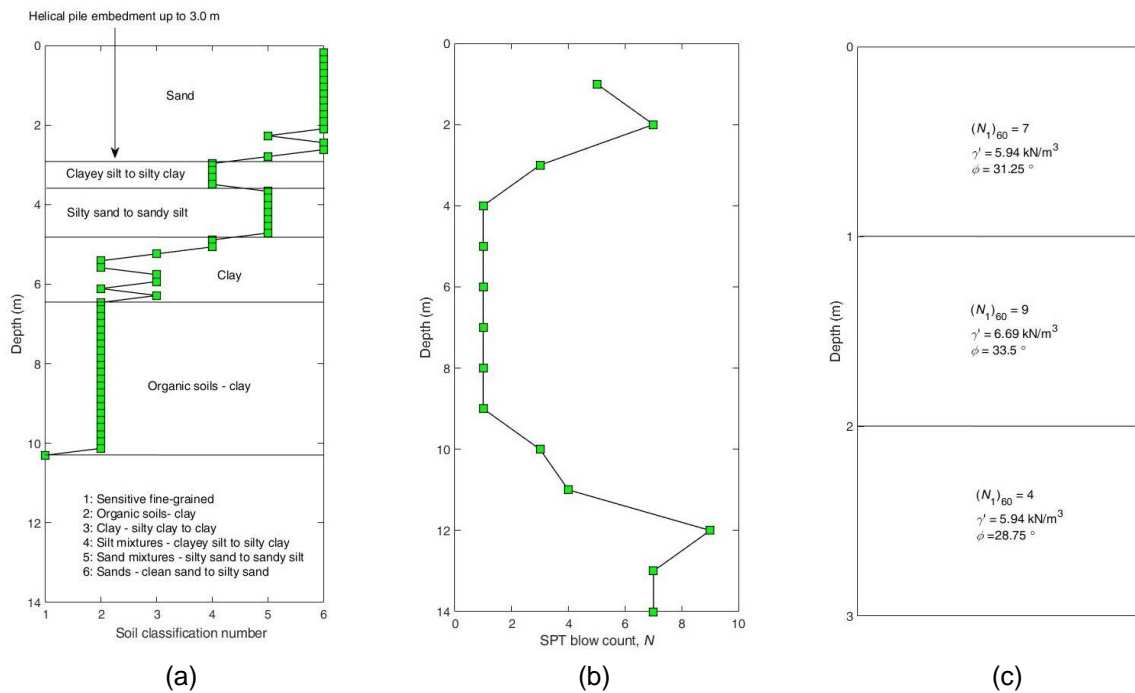 Helical pile embedment up to 3.0 m
0
2
4
6
8
10
12
14
Depth (m)
Sand
Clayey silt to silty clay
Silty sand to sandy silt
Clay
Organic soils - clay
1: Sensitive fine-grained
2: Organic soils- clay
3: Clay - silty clay to clay
4: Silt mixtures - clayey silt to silty clay
5: Sand mixtures - silty sand to sandy silt
6: Sands - clean sand to silty sand
1 2 3 4 5 6
Soil classification number
(a)
0
2
4
6
8
10
12
14
Depth (m)
0 2 4 6 8 10
SPT blow count, N
(b)
0
1
2
3
Depth (m)
(N₁)₆₀ = 7
γ' = 5.94 kN/m³
ϕ = 31.25 °
(N₁)₆₀ = 9
γ' = 6.69 kN/m³
ϕ = 33.5 °
(N₁)₆₀ = 4
γ' = 5.94 kN/m³
ϕ =28.75 °
(c)